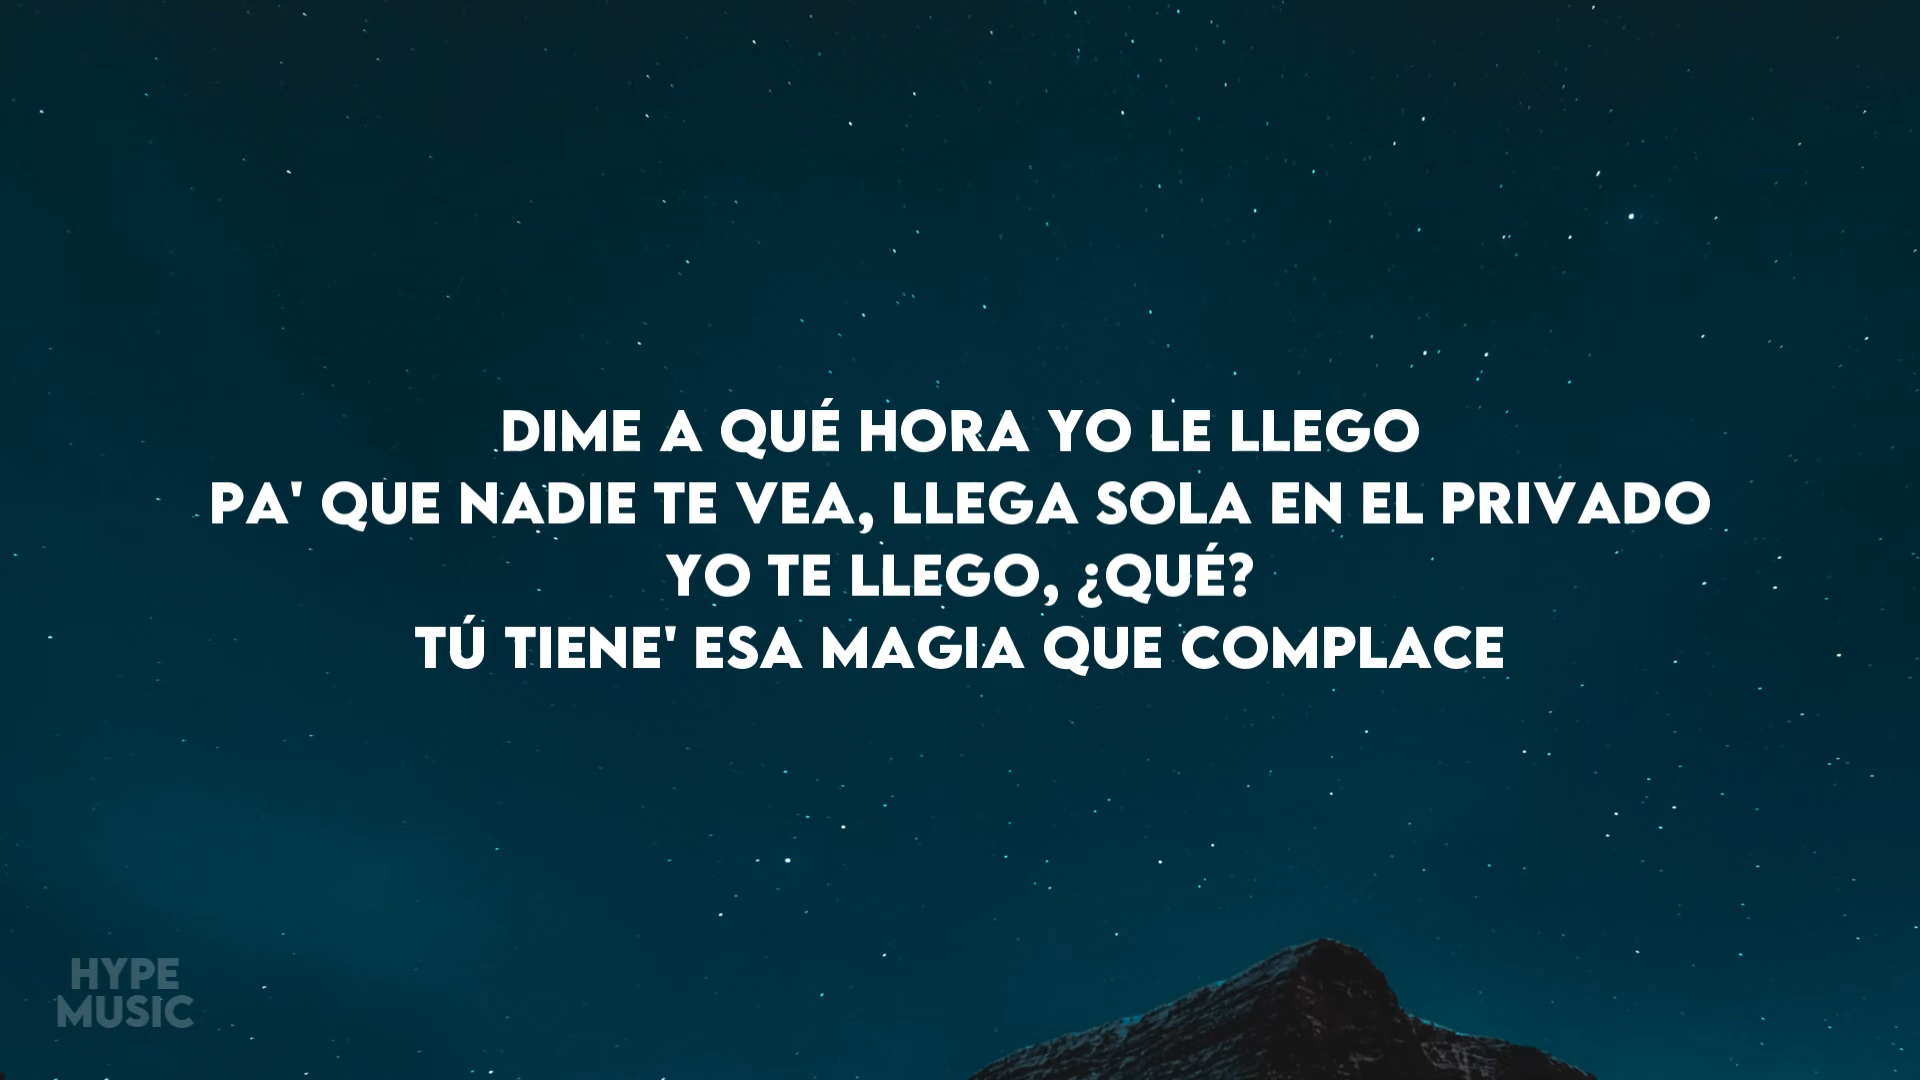 DIME A QUÉ HORA YO LE LLEGO
PA' QUE NADIE TE VEA, LLEGA SOLA EN EL PRIVADO
YO TE LLEGO, ¿QUÉ?
TÚ TIENE' ESA MAGIA QUE COMPLACE
HYPE
MUSIC